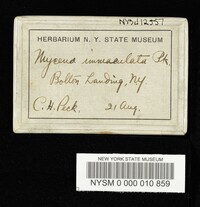 NYSd12557
HERBARIUM N. Y. STATE MUSEUM
Mycena immaculata Pk.
Bolton Landing, N.Y.
C. H. Peck. 21 Aug.
NEW YORK STATE MUSEUM
NYSM 0 000 010 859